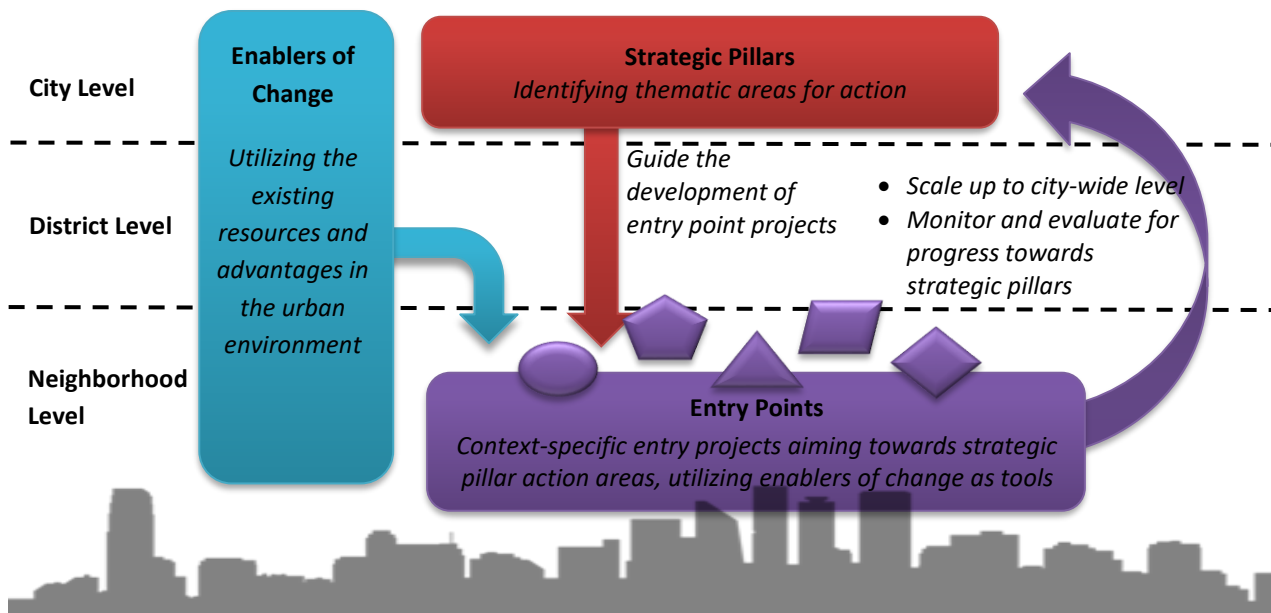 City Level
District Level
Neighborhood
Level
Enablers of
Change
Utilizing the
existing
resources and
advantages in
the urban
environment
Strategic Pillars
Identifying thematic areas for action
Guide the
development of
entry point projects
• Scale up to city-wide level
• Monitor and evaluate for
progress towards
strategic pillars
Entry Points
Context-specific entry projects aiming towards strategic
pillar action areas, utilizing enablers of change as tools